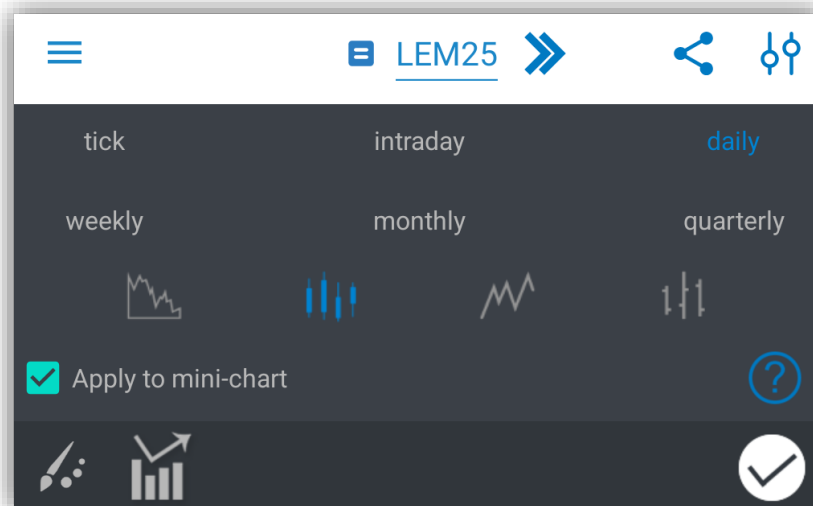 LEM25
tick intraday daily
weekly monthly quarterly
Apply to mini-chart
?